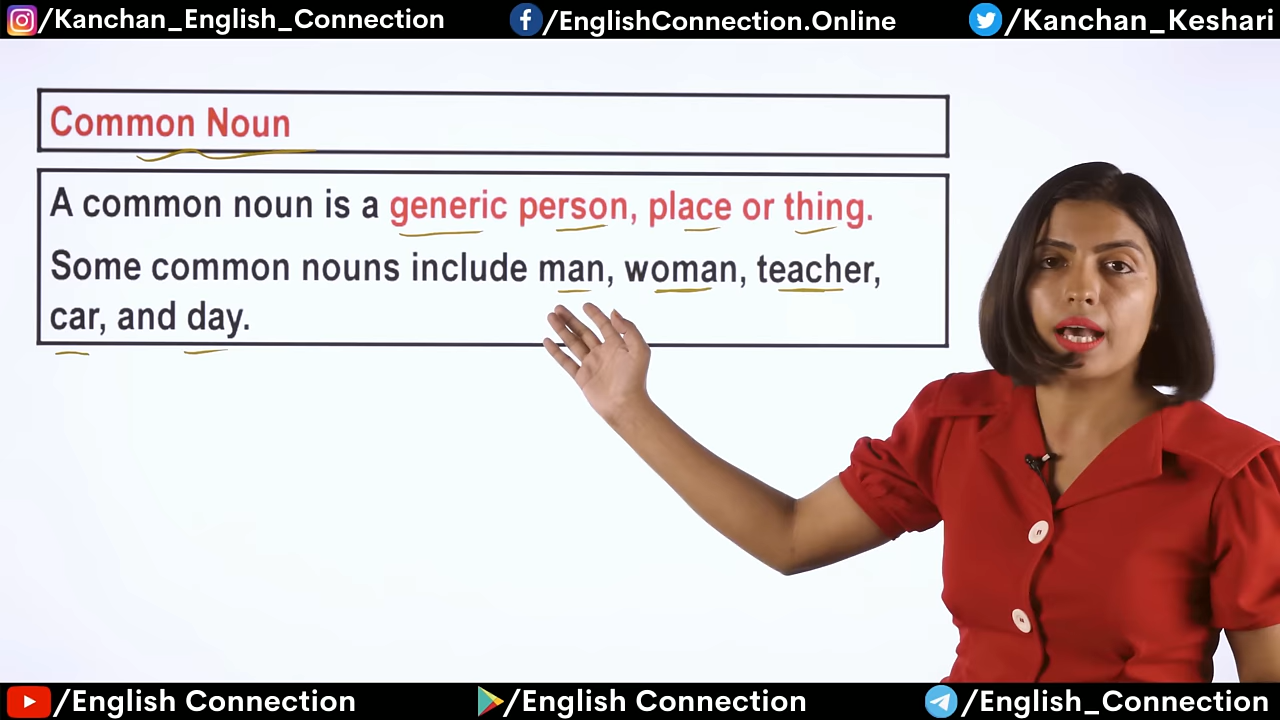 /Kanchan_English_Connection
/EnglishConnection.Online
/Kanchan_Keshari
Common Noun
A common noun is a generic person, place or thing.
Some common nouns include man, woman, teacher,
car, and day.
/English Connection
/English Connection
/English_Connection